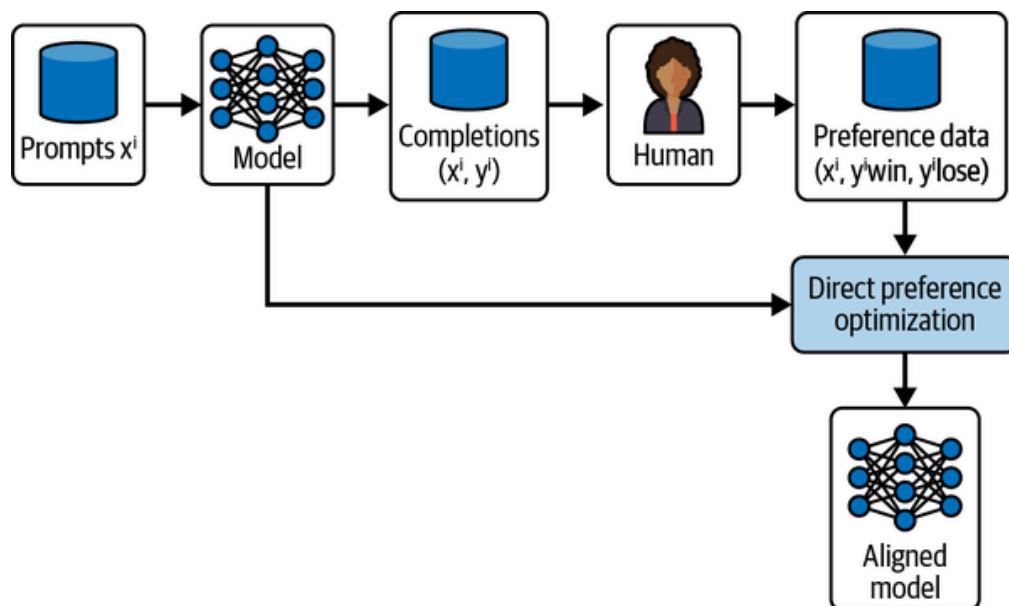 Prompts xⁱ
Model
Completions
(xⁱ, yⁱ)
Human
Preference data
(xⁱ, yⁱwin, yⁱlose)
Direct preference
optimization
Aligned
model